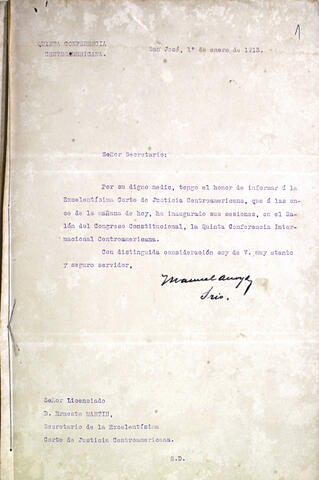 1
QUINTA CONFERENCIA
CENTROAMERICANA.
San José, 1º de enero de 1913.
Señor Secretario:
Por su digno medio, tengo el honor de informar á la
Excelentísima Corte de Justicia Centroamericana, que á las on-
ce de la mañana de hoy, ha inaugurado sus sesiones, en el Sa-
lón del Congreso Constitucional, la Quinta Conferencia Inter-
nacional Centroamericana.
Con distinguida consideración soy de V. muy atento
y seguro servidor,
Manuel
Srio.
Señor Licenciado
D. Ernesto MARTIN,
Secretario de la Excelentísima
Corte de Justicia Centroamericana.
S.D.